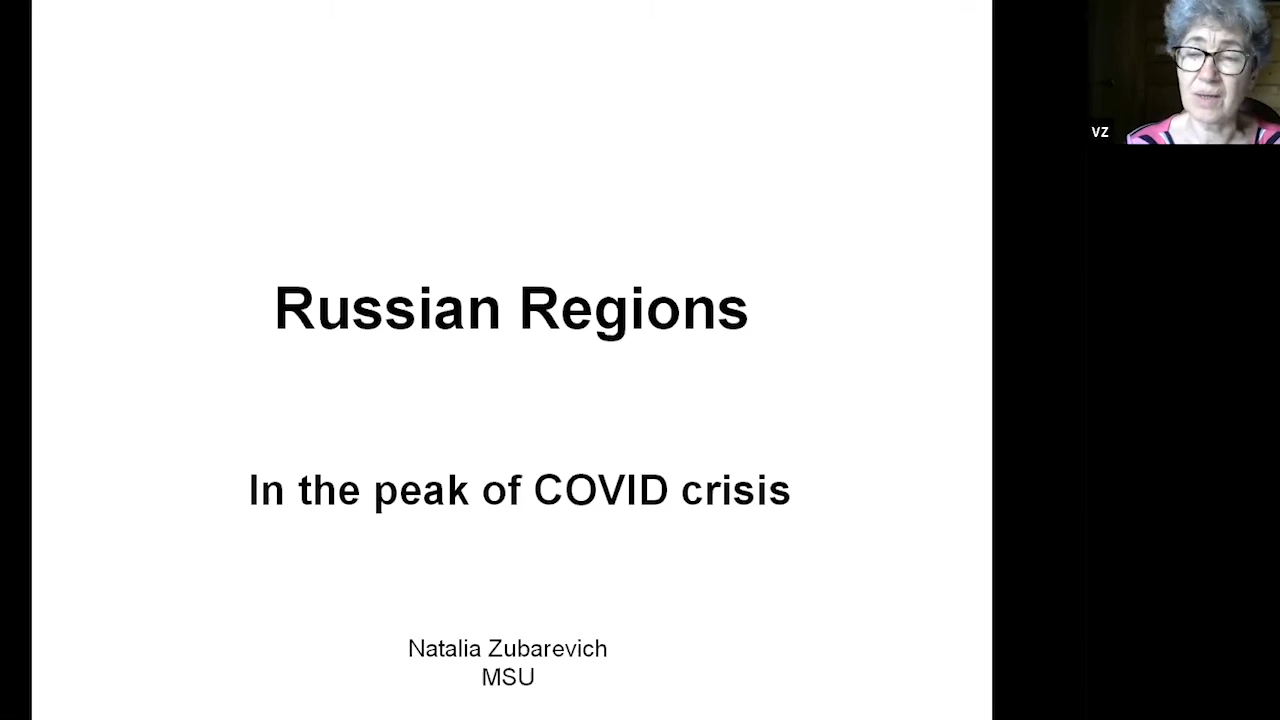 Russian Regions
In the peak of COVID crisis
Natalia Zubarevich
MSU
VZ